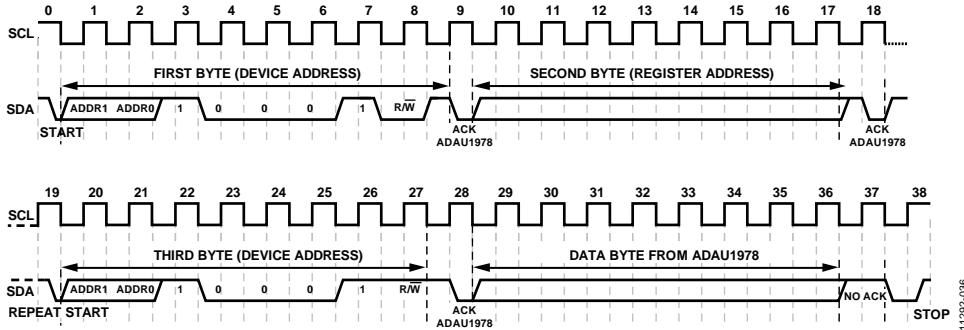 0 1 2 3 4 5 6 7 8 9 10 11 12 13 14 15 16 17 18
SCL
FIRST BYTE (DEVICE ADDRESS) SECOND BYTE (REGISTER ADDRESS)
SDA ADDR1 ADDR0 1 0 0 0 1 R/W̅
START
ACK
ADAU1978
ACK
ADAU1978
19 20 21 22 23 24 25 26 27 28 29 30 31 32 33 34 35 36 37 38
SCL
THIRD BYTE (DEVICE ADDRESS) DATA BYTE FROM ADAU1978
SDA ADDR1 ADDR0 1 0 0 0 1 R/W̅ NO ACK
REPEAT START
ACK
ADAU1978
STOP
11292-036